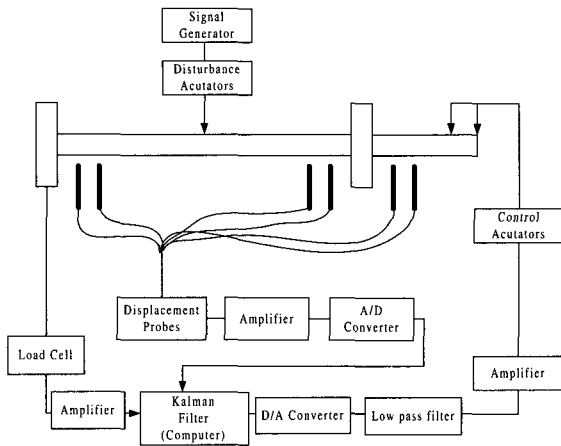 Signal
Generator
Disturbance
Acutators
Control
Acutators
Displacement
Probes
Amplifier
A/D
Converter
Load Cell
Amplifier
Amplifier
Kalman
Filter
(Computer)
D/A Converter
Low pass filter